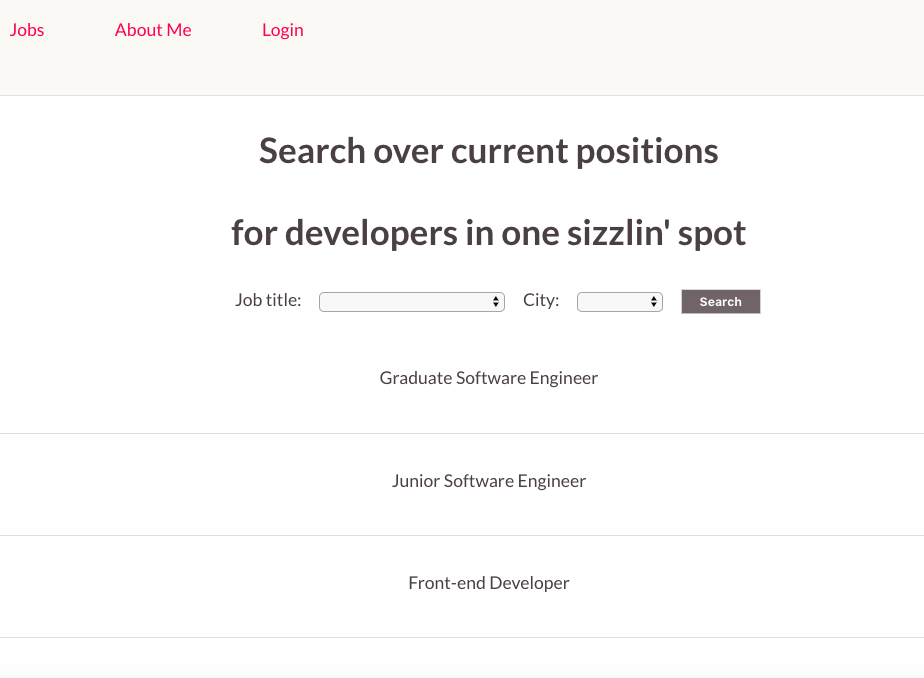 Jobs About Me Login
Search over current positions
for developers in one sizzlin' spot
Job title: City: Search
Graduate Software Engineer
Junior Software Engineer
Front-end Developer